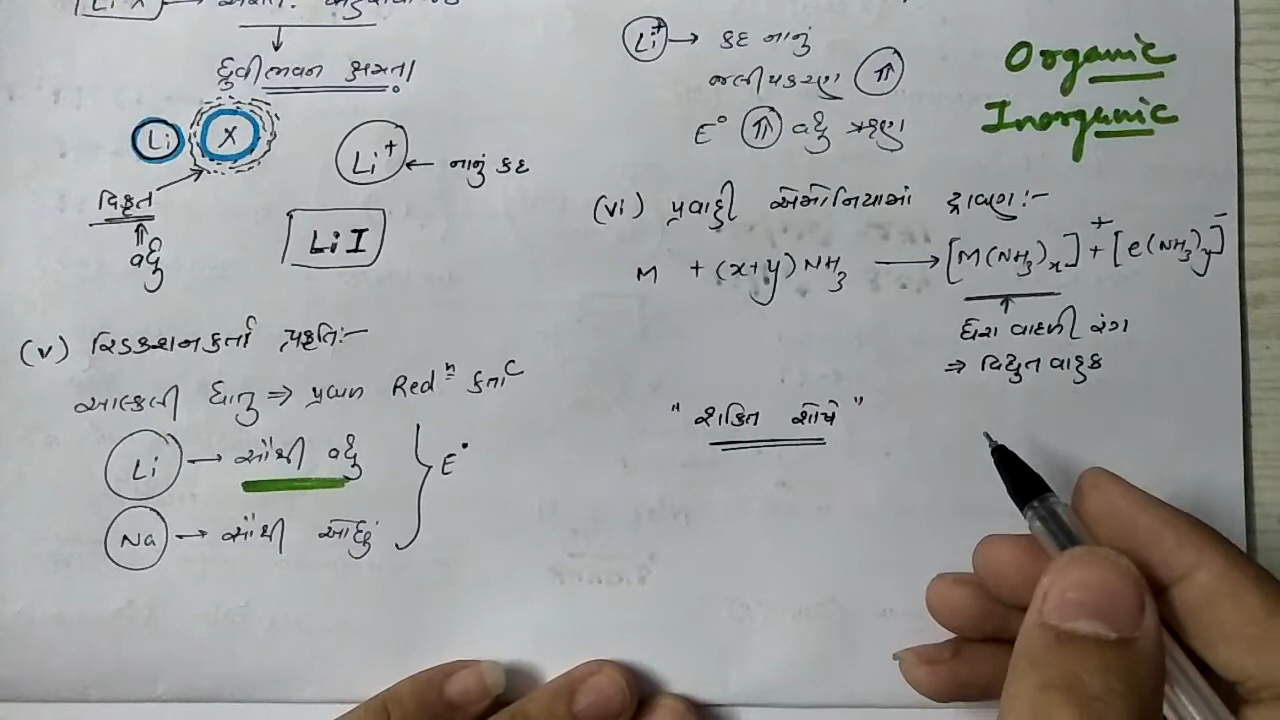 Li X →
ધ્રુવીભવન ક્ષમતા.
Li X
Li⁺ ← નાનું કદ
વિકૃત
⇑
વધુ
LiI
(v) રિડક્શનકર્તા પ્રકૃતિ:-
આલ્કલી ધાતુ ⇒ પ્રબળ Redⁿ કર્તા C
Li → સૌથી વધુ
E°
Na → સૌથી ઓછું
Li⁺ → કદ નાનું
જલીયકરણ ⇑
E° ⇑ વધુ
Organic
Inorganic
(vi) પ્રવાહી એમોનિયામાં દ્રાવણ:-
M + (x+y)NH₃ → [M(NH₃)ₓ]⁺ + [e(NH₃)y]⁻
ઘેરા વાદળી રંગ
⇒ વિદ્યુત વાહક
"શક્તિ શોષે"